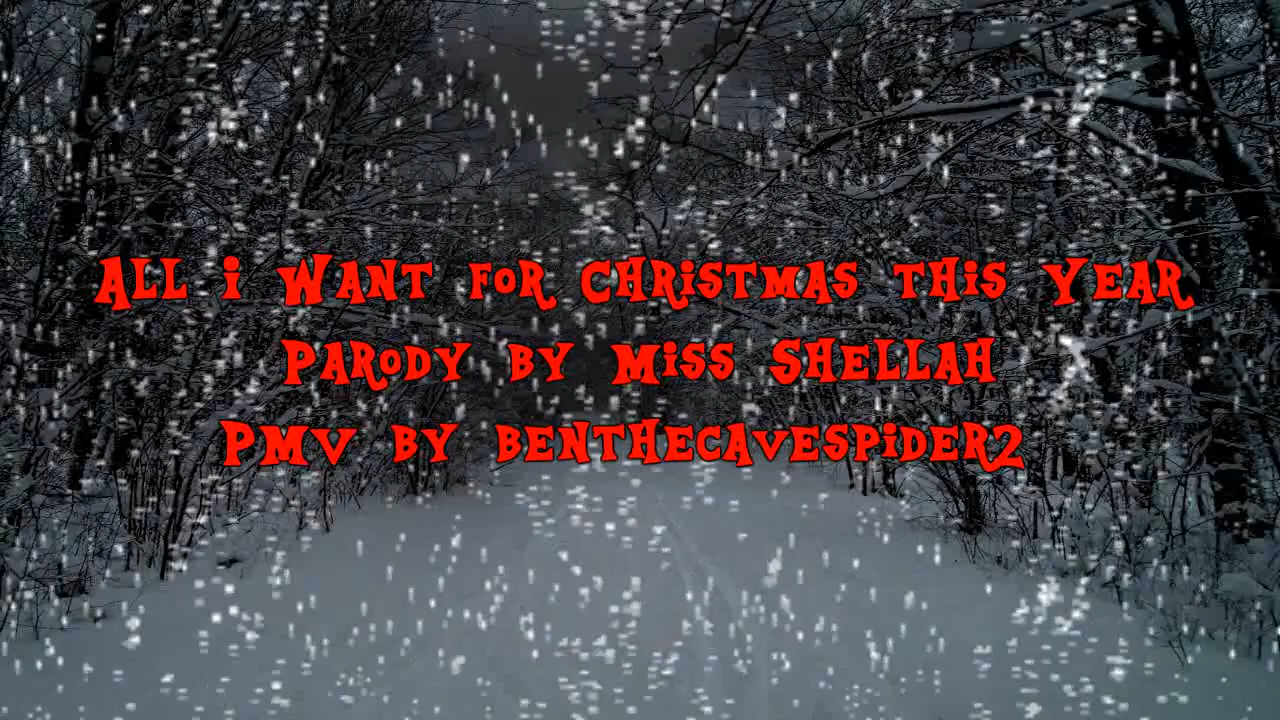 All i Want for Christmas this Year
Parody by Miss Shellah
PMV by benthecavespider2